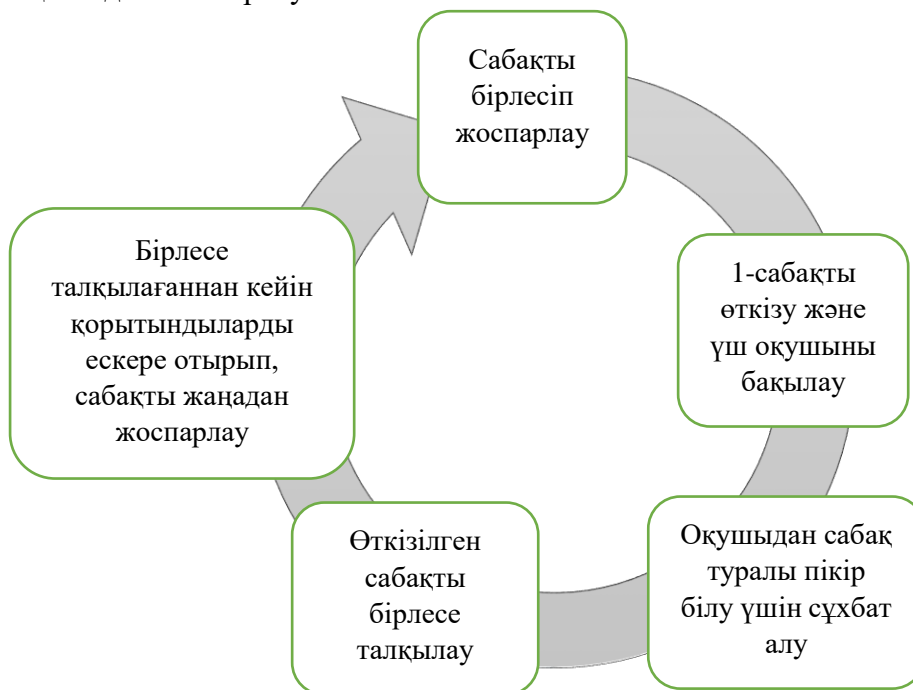 Сабақты
бірлесіп
жоспарлау
1-сабақты
өткізу және
үш оқушыны
бақылау
Оқушыдан сабақ
туралы пікір
білу үшін сұхбат
алу
Өткізілген
сабақты
бірлесе
талқылау
Бірлесе
талқылағаннан кейін
қорытындыларды
ескере отырып,
сабақты жаңадан
жоспарлау